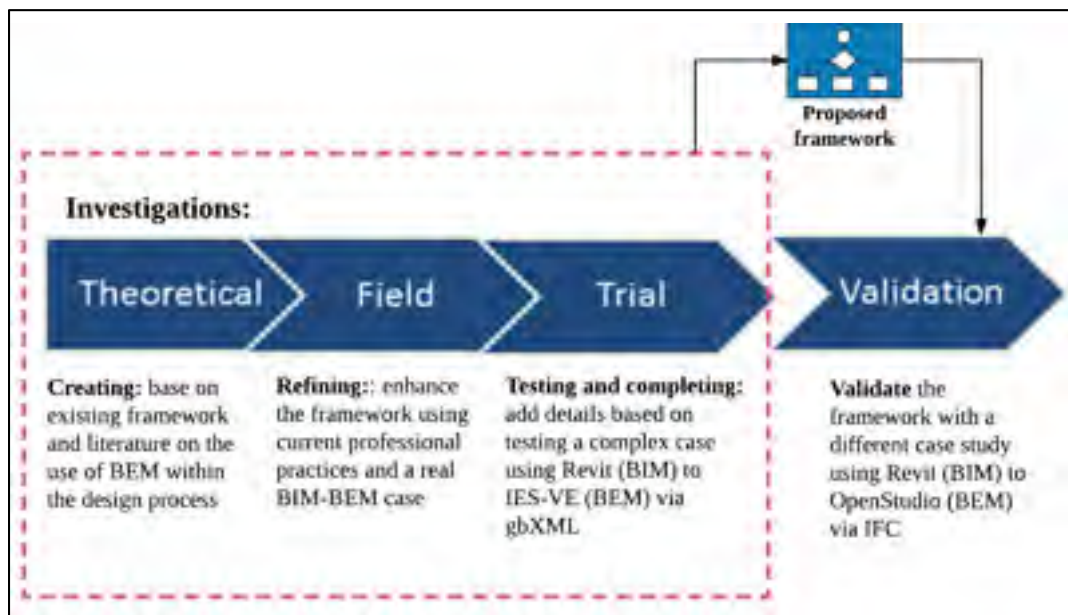 Proposed
framework
Investigations:
Theoretical
Field
Trial
Validation
Creating: base on
existing framework
and literature on the
use of BEM within
the design process
Refining:: enhance
the framework using
current professional
practices and a real
BIM-BEM case
Testing and completing:
add details based on
testing a complex case
using Revit (BIM) to
IES-VE (BEM) via
gbXML
Validate the
framework with a
different case study
using Revit (BIM) to
OpenStudio (BEM)
via IFC